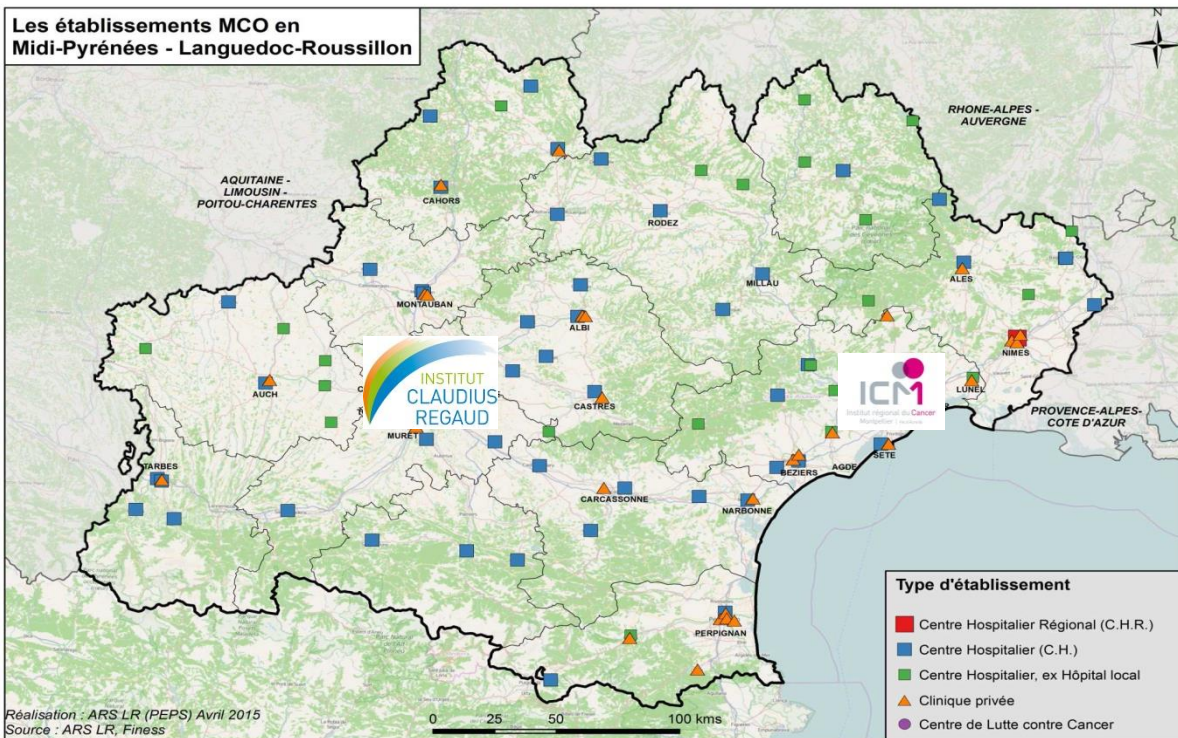 Les établissements MCO en
Midi-Pyrénées - Languedoc-Roussillon
N
RHONE-ALPES -
AUVERGNE
AQUITAINE -
LIMOUSIN -
POITOU-CHARENTES
CAHORS
RODEZ
MILLAU
ALES
MONTAUBAN
ALBI
NIMES
INSTITUT
CLAUDIUS
REGAUD
ICM
Institut régional du Cancer
Montpellier
LUNEL
AUCH
CASTRES
PROVENCE-ALPES-
COTE D'AZUR
MURET
SETE
TARBES
BEZIERS
AGDE
CARCASSONNE
NARBONNE
PERPIGNAN
Type d'établissement
Centre Hospitalier Régional (C.H.R.)
Centre Hospitalier (C.H.)
Centre Hospitalier, ex Hôpital local
Clinique privée
Centre de Lutte contre Cancer
Réalisation : ARS LR (PEPS) Avril 2015
Source : ARS LR, Finess
0 25 50 100 kms